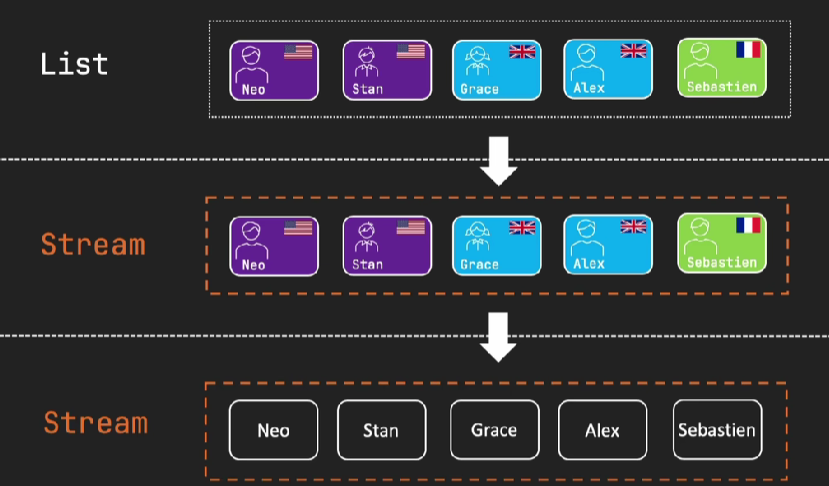 List
Neo
Stan
Grace
Alex
Sebastien
Stream
Neo
Stan
Grace
Alex
Sebastien
Stream
Neo
Stan
Grace
Alex
Sebastien